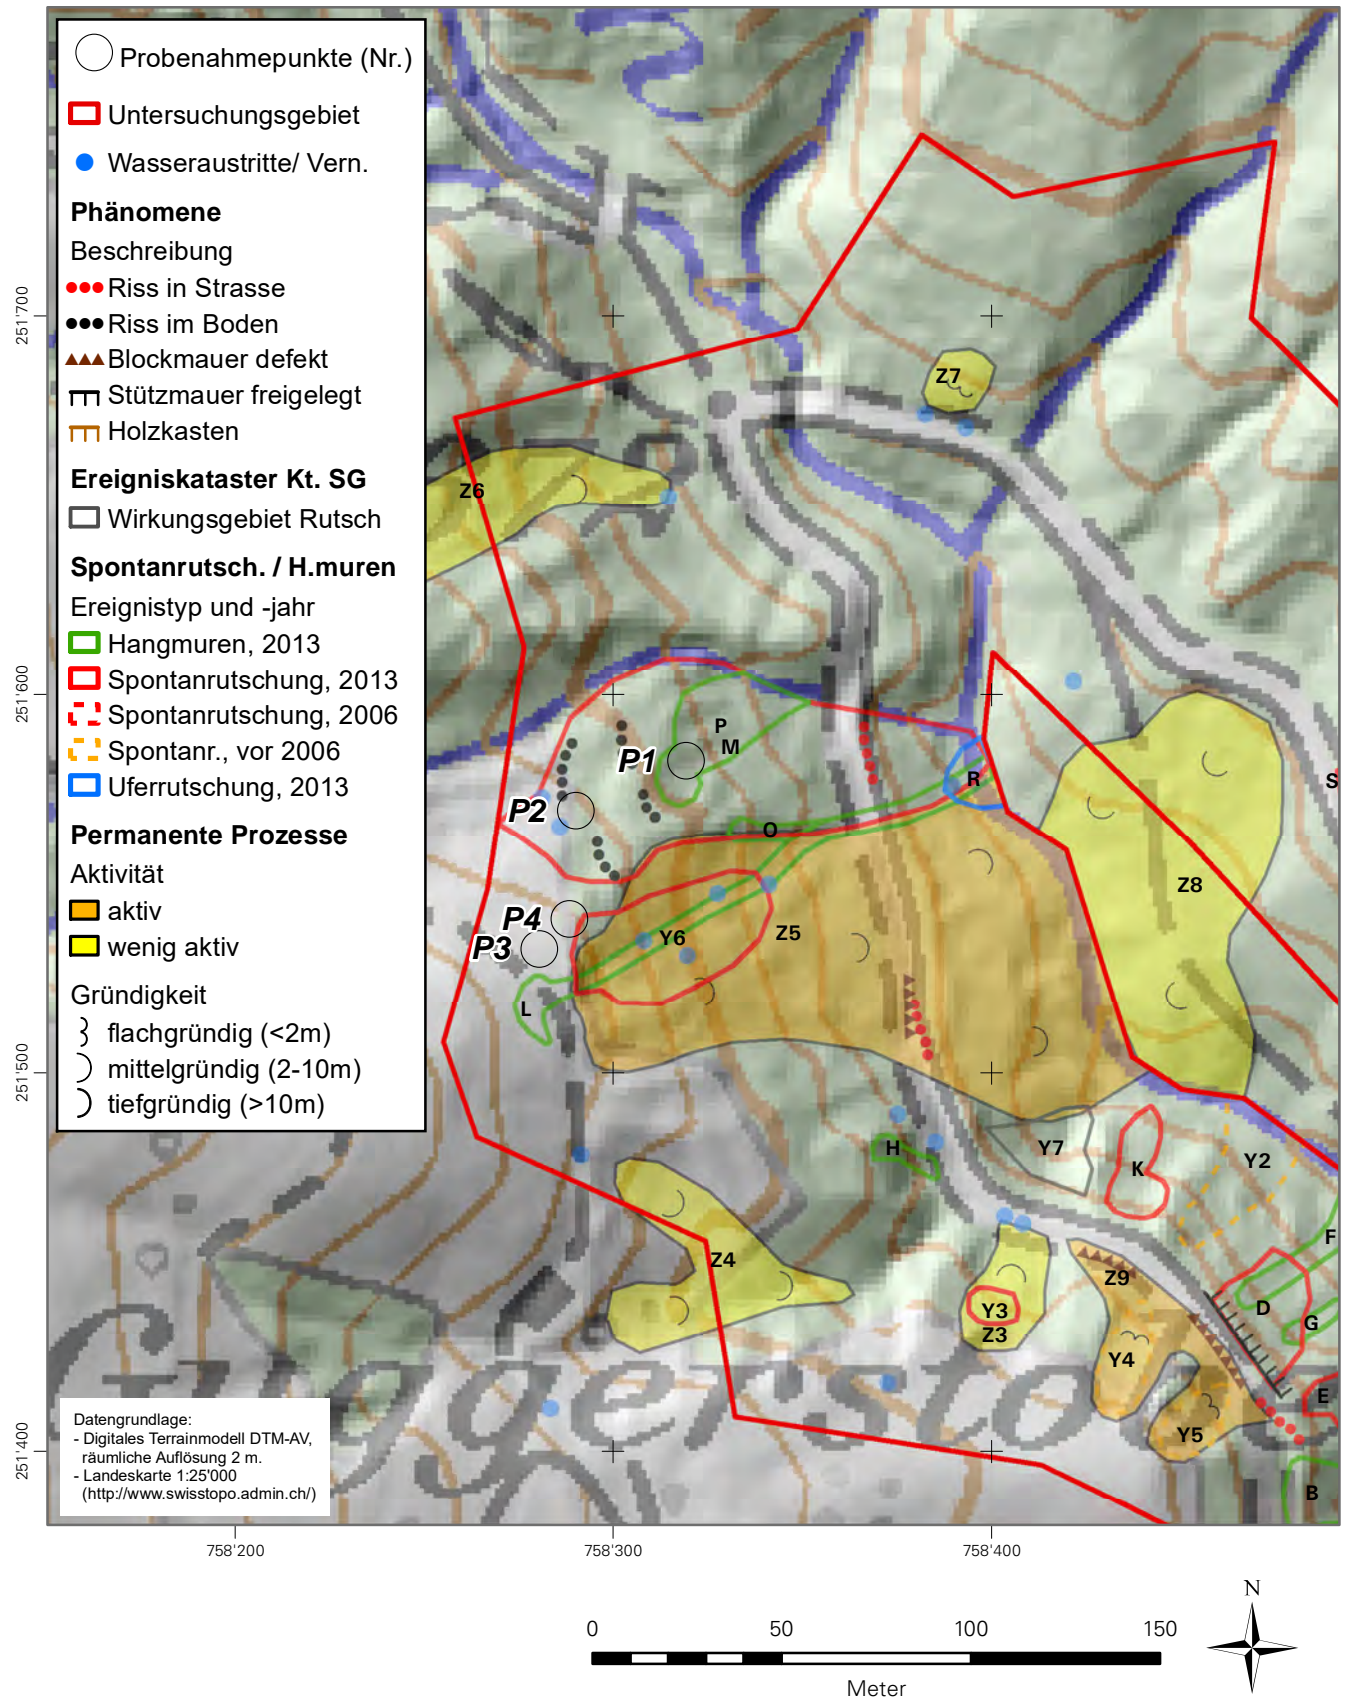 Probenahmepunkte (Nr.)
Untersuchungsgebiet
Wasseraustritte/ Vern.
Phänomene
Beschreibung
Riss in Strasse
Riss im Boden
Blockmauer defekt
Stützmauer freigelegt
Holzkasten
Ereigniskataster Kt. SG
Wirkungsgebiet Rutsch
Spontanrutsch. / H.muren
Ereignistyp und -jahr
Hangmuren, 2013
Spontanrutschung, 2013
Spontanrutschung, 2006
Spontanr., vor 2006
Uferrutschung, 2013
Permanente Prozesse
Aktivität
aktiv
wenig aktiv
Gründigkeit
flachgründig (<2m)
mittelgründig (2-10m)
tiefgründig (>10m)
Z7
Z6
P
M
P1
P2
R
S
O
Z8
P4
P3
Y6
Z5
L
H
Y7
K
Y2
F
Z4
Z9
D
Y3
Z3
G
Y4
E
Y5
B
251'700
251'600
251'500
251'400
Datengrundlage:
- Digitales Terrainmodell DTM-AV,
räumliche Auflösung 2 m.
- Landeskarte 1:25'000
(http://www.swisstopo.admin.ch/)
758'200
758'300
758'400
N
0
50
100
150
Meter